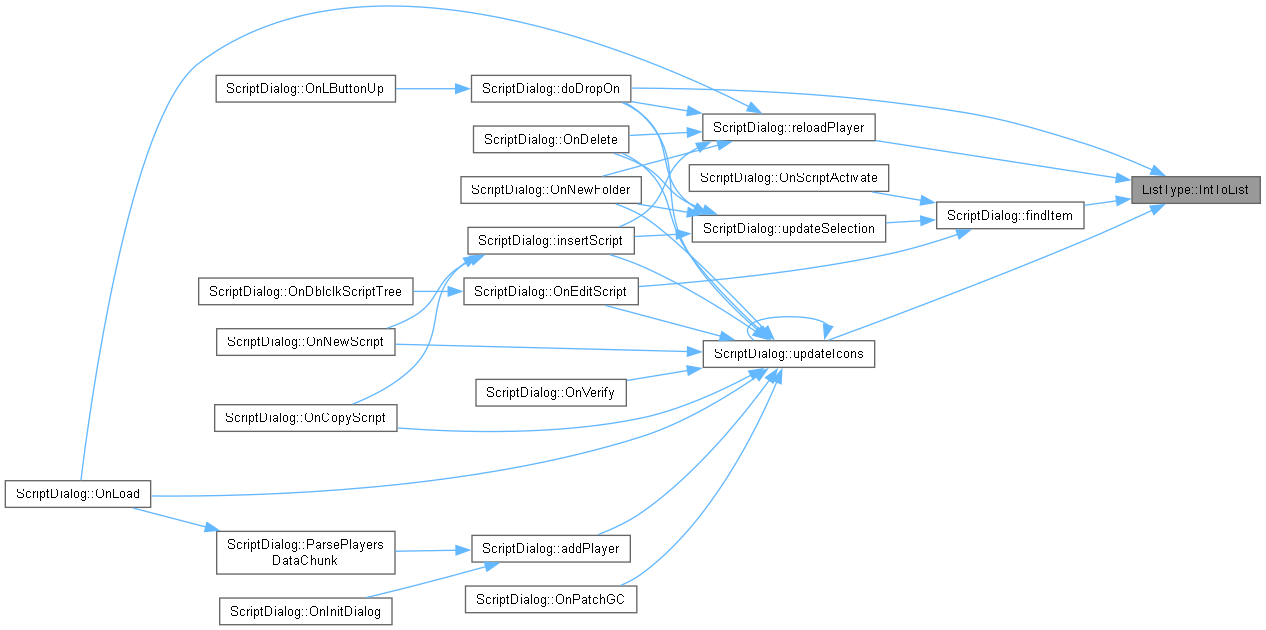 ScriptDialog::OnLButtonUp
ScriptDialog::doDropOn
ScriptDialog::reloadPlayer
ScriptDialog::OnDelete
ScriptDialog::OnScriptActivate
ScriptDialog::OnNewFolder
ListType::IntToList
ScriptDialog::findItem
ScriptDialog::updateSelection
ScriptDialog::insertScript
ScriptDialog::OnDblclkScriptTree
ScriptDialog::OnEditScript
ScriptDialog::OnNewScript
ScriptDialog::updateIcons
ScriptDialog::OnVerify
ScriptDialog::OnCopyScript
ScriptDialog::OnLoad
ScriptDialog::ParsePlayers
DataChunk
ScriptDialog::addPlayer
ScriptDialog::OnPatchGC
ScriptDialog::OnInitDialog